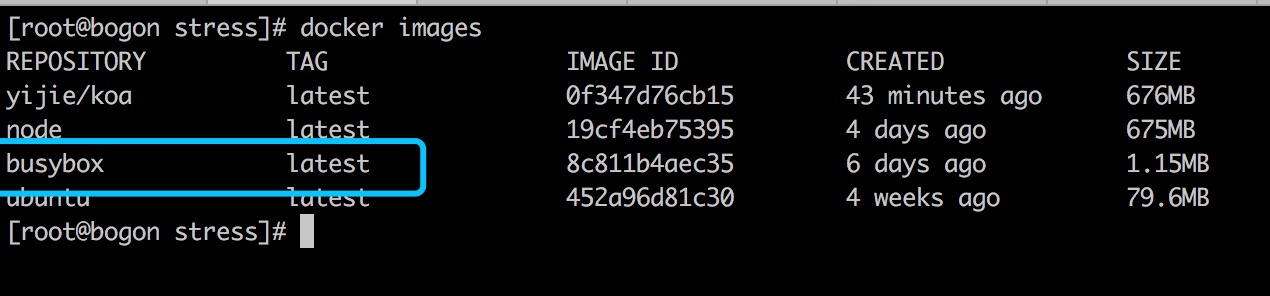 [root@bogon stress]# docker images
REPOSITORY TAG IMAGE ID CREATED SIZE
yijie/koa latest 0f347d76cb15 43 minutes ago 676MB
node latest 19cf4eb75395 4 days ago 675MB
busybox latest 8c811b4aec35 6 days ago 1.15MB
ubuntu latest 452a96d81c30 4 weeks ago 79.6MB
[root@bogon stress]#